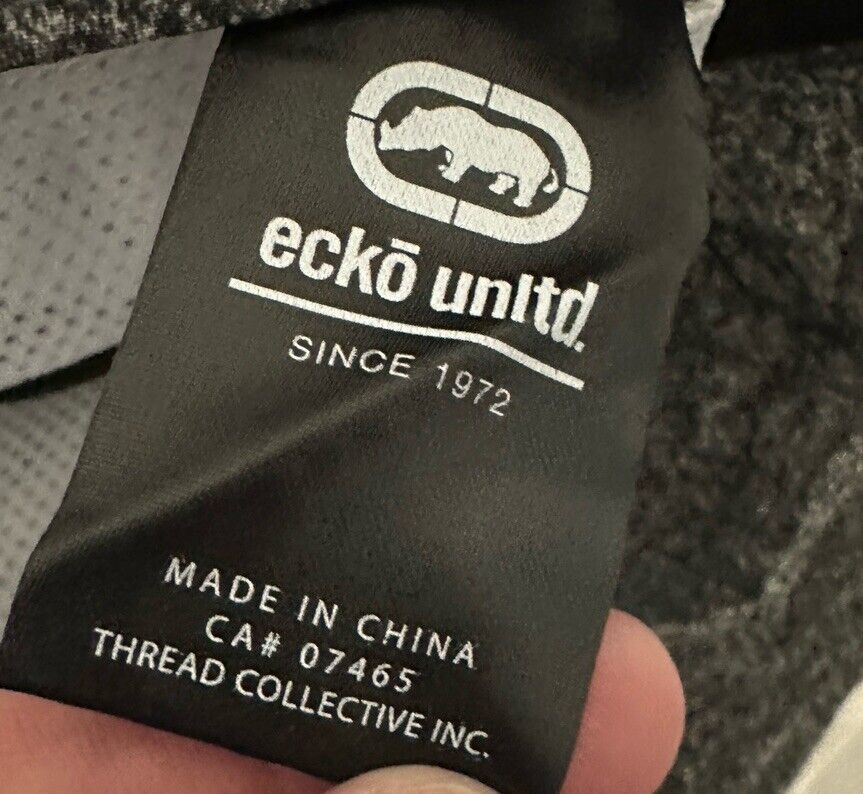 eckō unltd.
SINCE 1972
MADE IN CHINA
CA# 07465
THREAD COLLECTIVE INC.